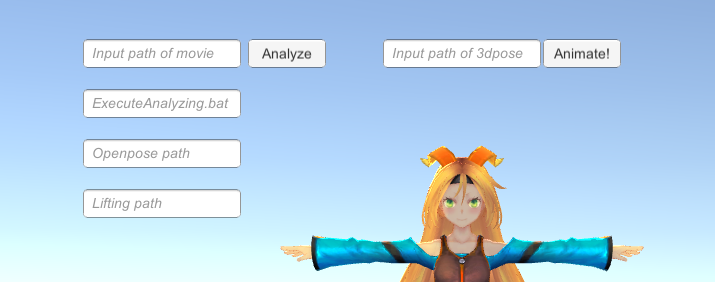 Input path of movie
Analyze
Input path of 3dpose
Animate!
ExecuteAnalyzing.bat
Openpose path
Lifting path